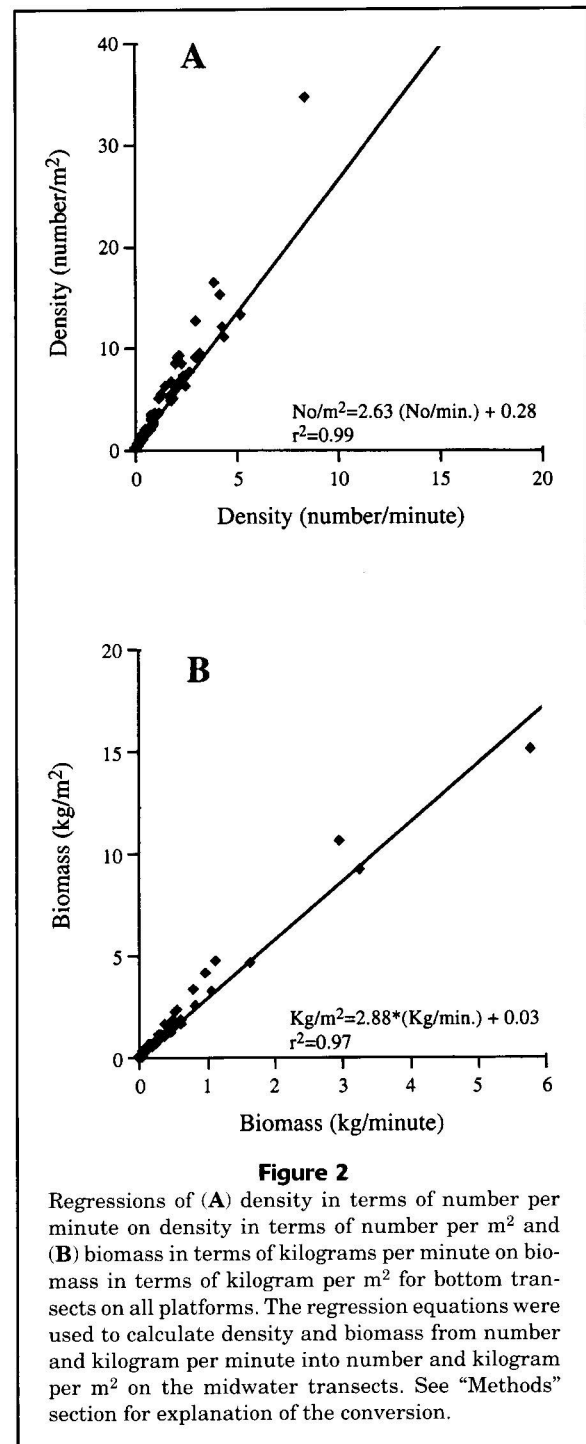 A
40
30
20
10
0
Density (number/m²)
0 5 10 15 20
Density (number/minute)
No/m²=2.63 (No/min.) + 0.28
r²=0.99
B
20
15
10
5
0
Biomass (kg/m²)
0 1 2 3 4 5 6
Biomass (kg/minute)
Kg/m²=2.88*(Kg/min.) + 0.03
r²=0.97
Figure 2
Regressions of (A) density in terms of number per
minute on density in terms of number per m² and
(B) biomass in terms of kilograms per minute on bio-
mass in terms of kilogram per m² for bottom tran-
sects on all platforms. The regression equations were
used to calculate density and biomass from number
and kilogram per minute into number and kilogram
per m² on the midwater transects. See “Methods”
section for explanation of the conversion.